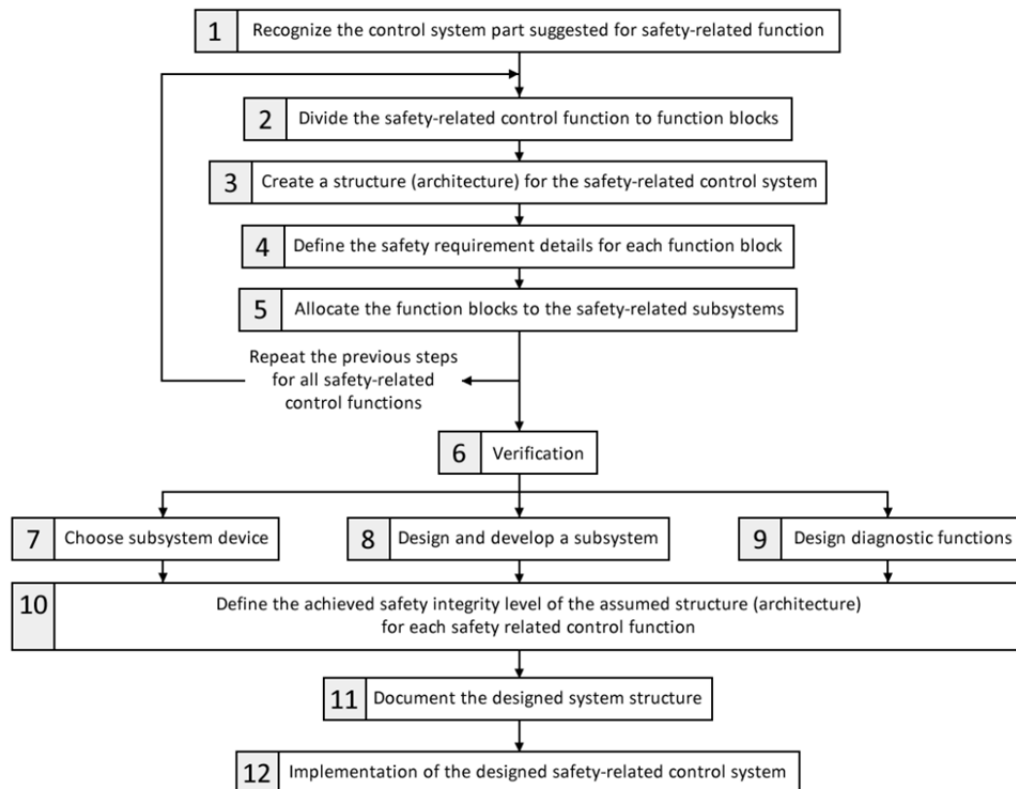 1 Recognize the control system part suggested for safety-related function
2 Divide the safety-related control function to function blocks
3 Create a structure (architecture) for the safety-related control system
4 Define the safety requirement details for each function block
5 Allocate the function blocks to the safety-related subsystems
Repeat the previous steps
for all safety-related
control functions
6 Verification
7 Choose subsystem device
8 Design and develop a subsystem
9 Design diagnostic functions
10 Define the achieved safety integrity level of the assumed structure (architecture)
for each safety related control function
11 Document the designed system structure
12 Implementation of the designed safety-related control system